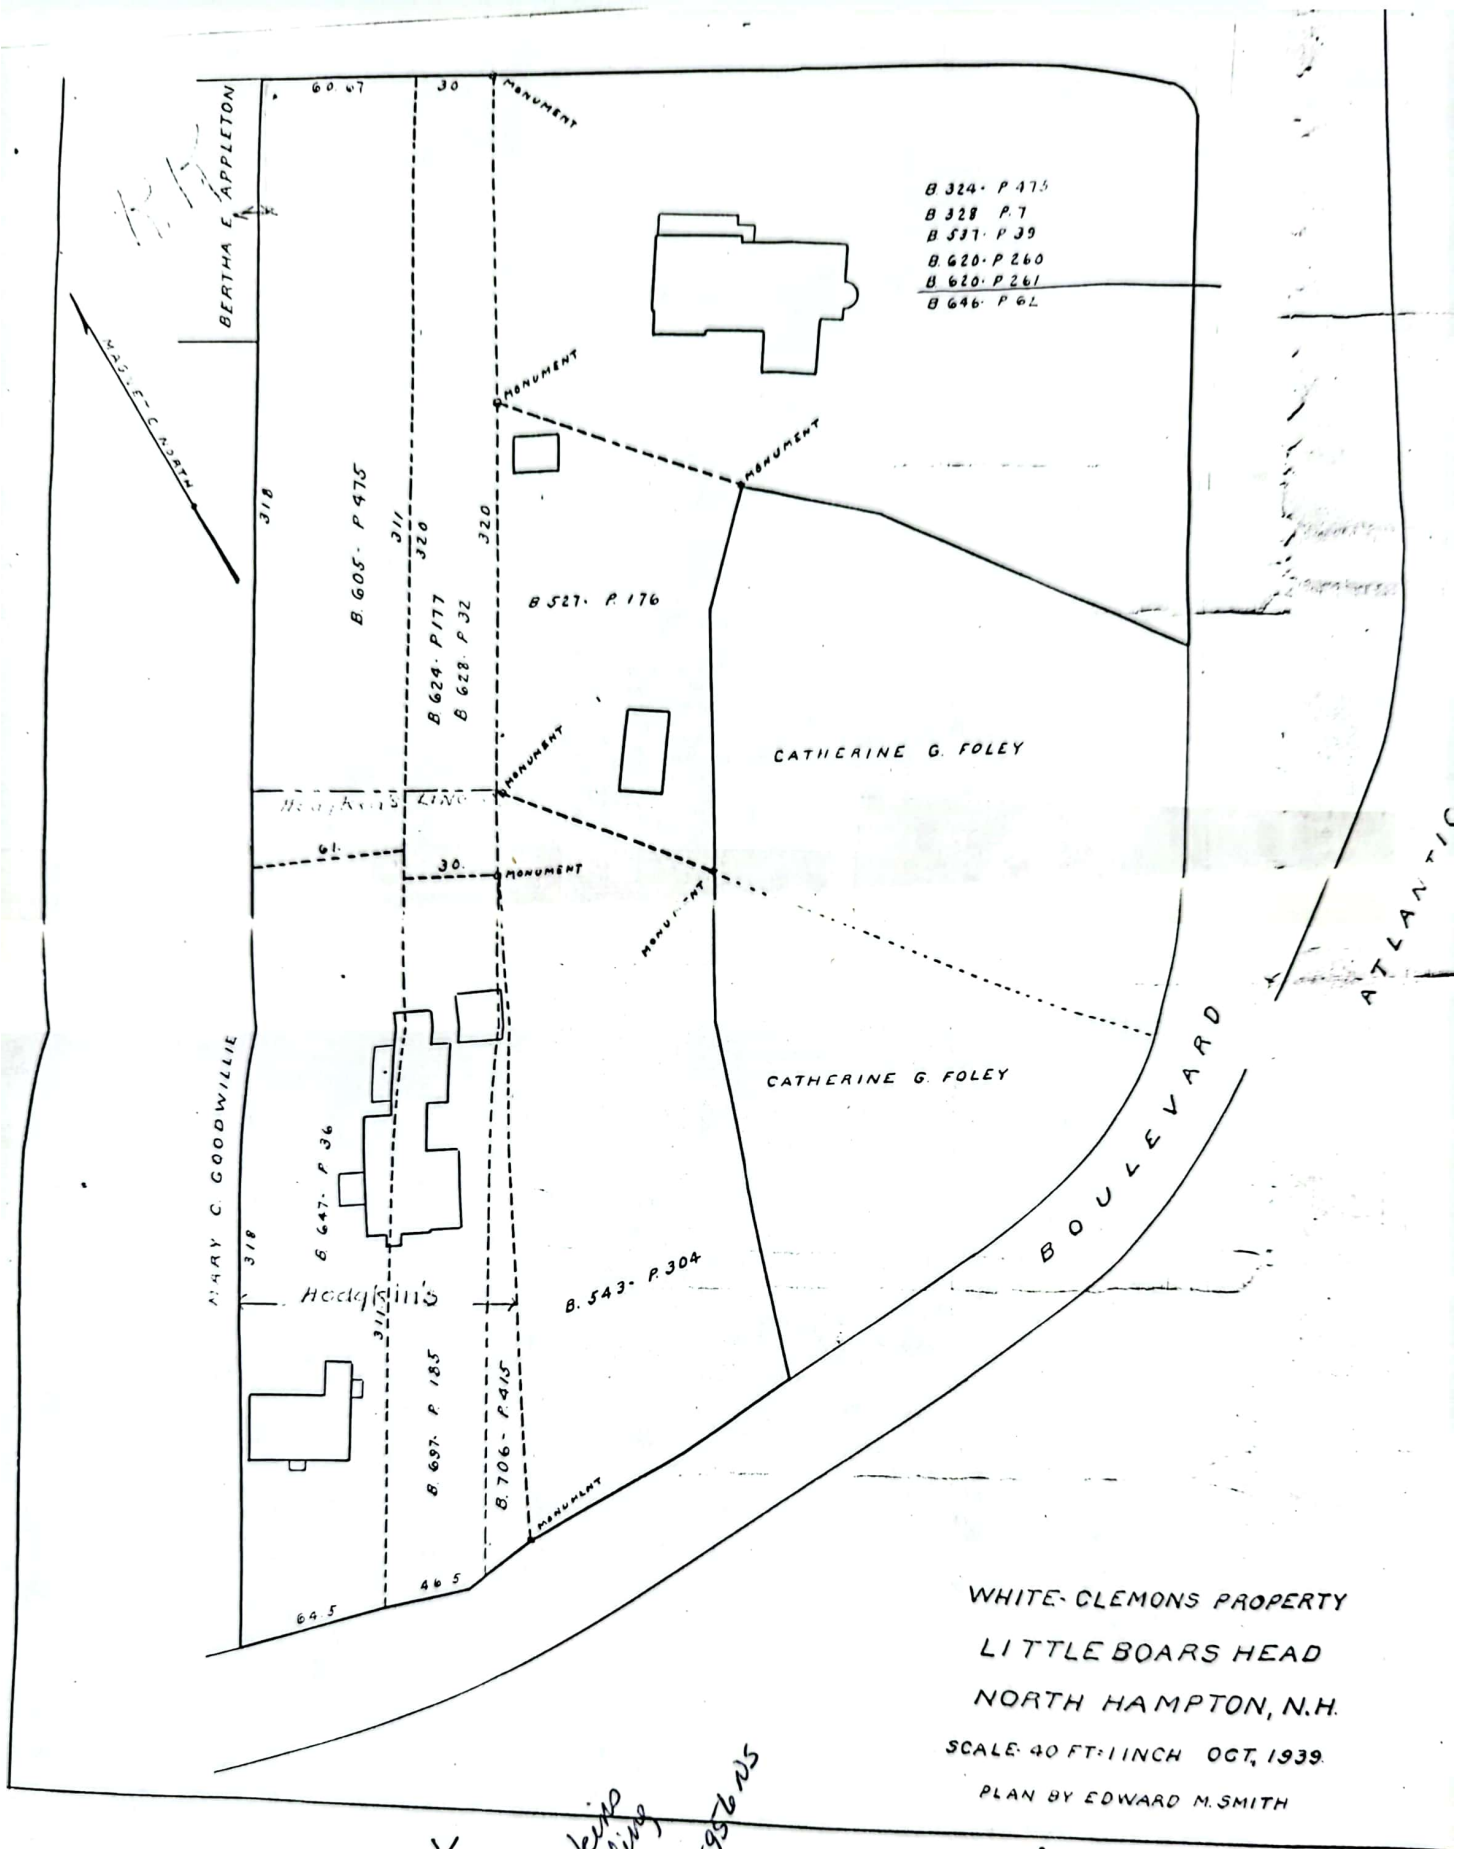 60.67
30
MONUMENT
BERTHA E. APPLETON
B 324. P 475
B 328 P. 7
B 537. P 39
B. 620. P 260
B 620. P 261
B 646. P 62
MONUMENT
MONUMENT
NORTH
318
B. 605. P 475
311
320
320
B. 624. P 177
B 628. P 32
B 527. P. 176
MONUMENT
CATHERINE G. FOLEY
Hodgkin's LINE
61.
30.
MONUMENT
MONUMENT
ATLANTIC
BOULEVARD
MARY C. GOODWILLIE
CATHERINE G. FOLEY
B 647. P 36
318
Hodgkin's
311
B. 543- P. 304
B. 697. P. 185
B. 706- P. 415
MONUMENT
46 5
64.5
WHITE-CLEMONS PROPERTY
LITTLE BOARS HEAD
NORTH HAMPTON, N.H.
SCALE- 40 FT=1 INCH OCT, 1939.
PLAN BY EDWARD M. SMITH